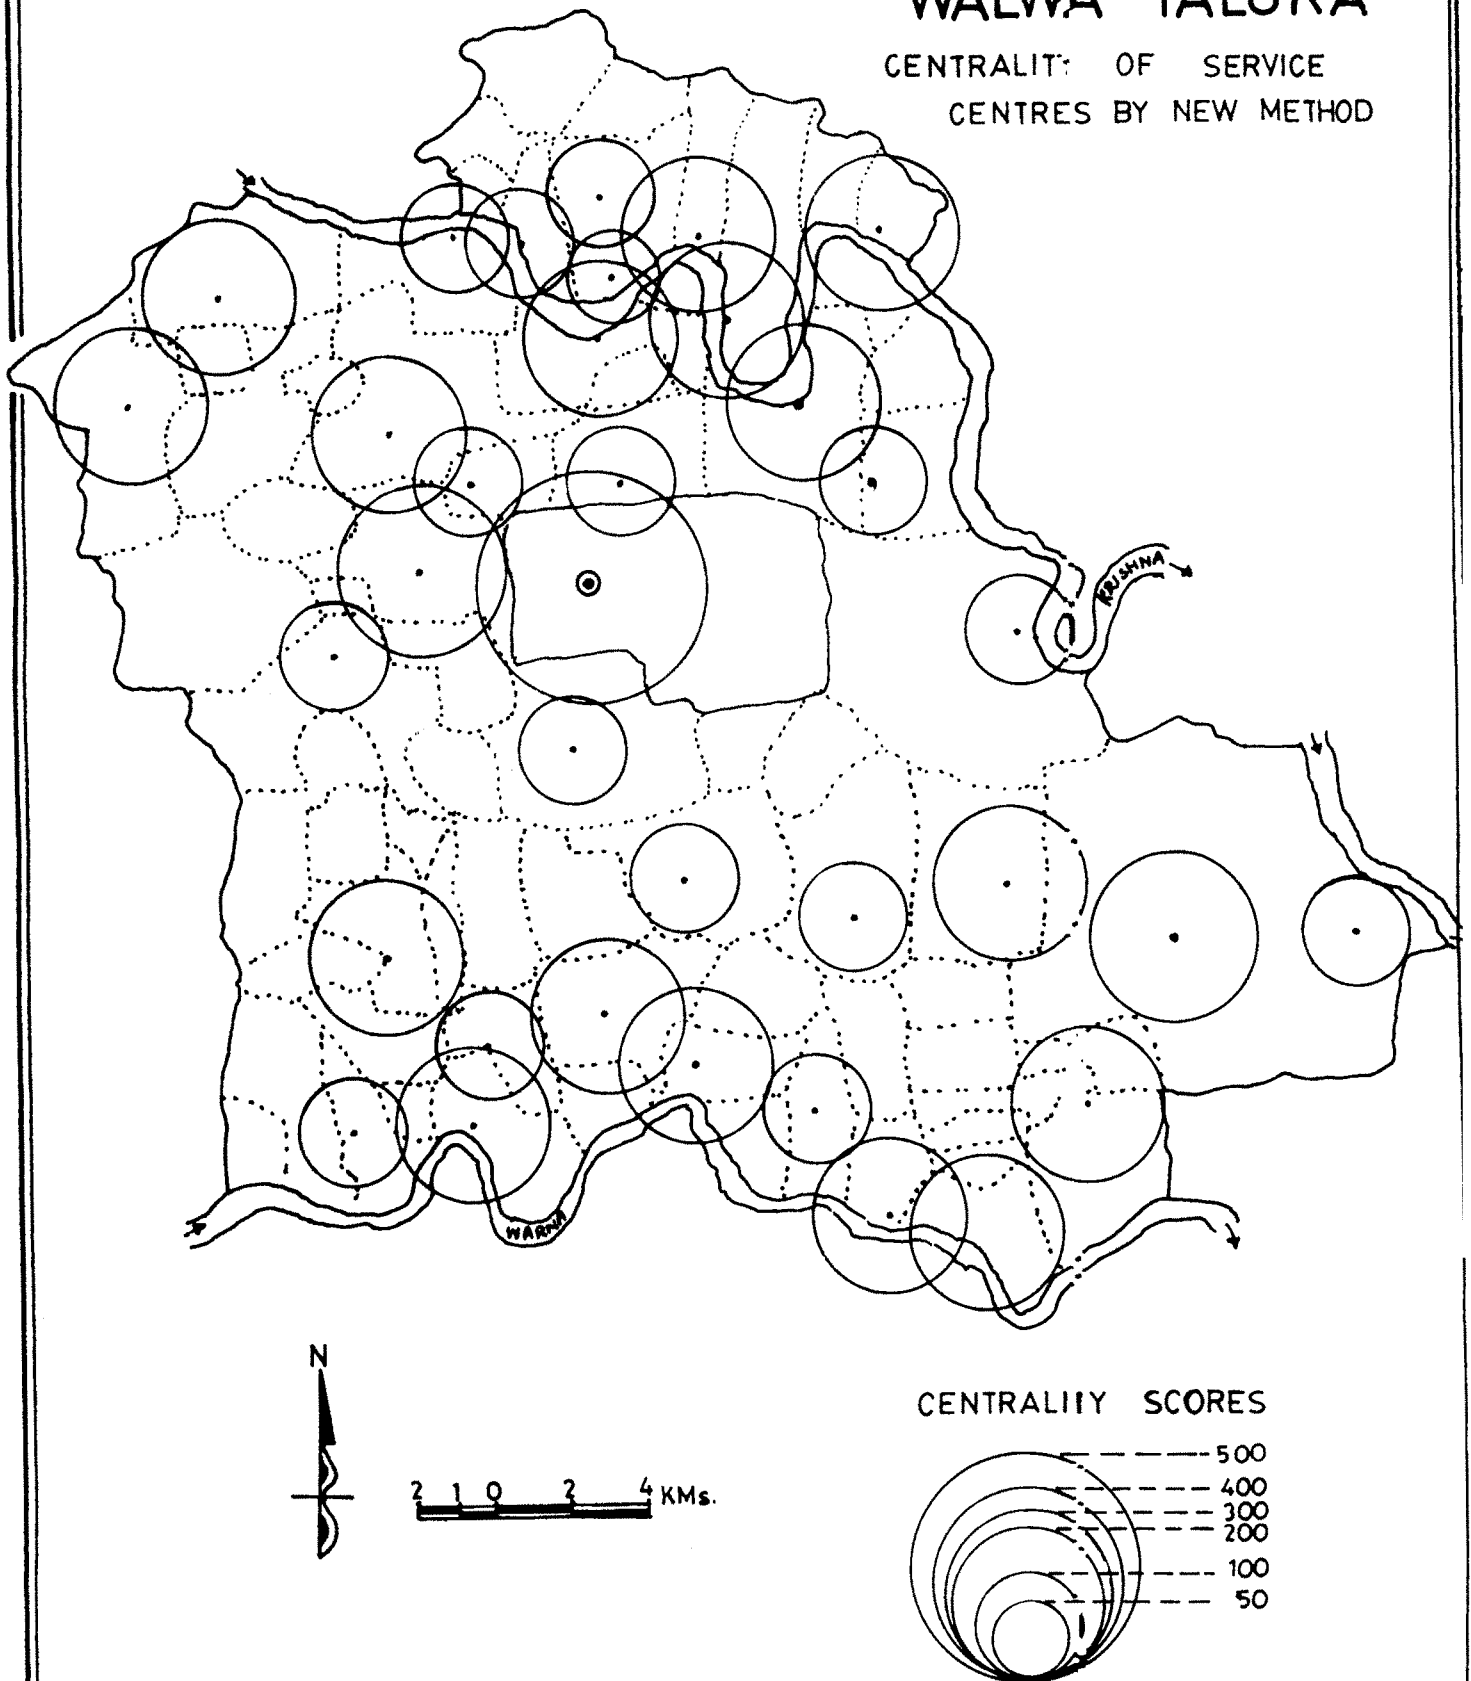 WALWA TALUKA
CENTRALITY OF SERVICE
CENTRES BY NEW METHOD
KRISHNA
WARNA
N
2 1 0 2 4 KMs.
CENTRALITY SCORES
500
400
300
200
100
50